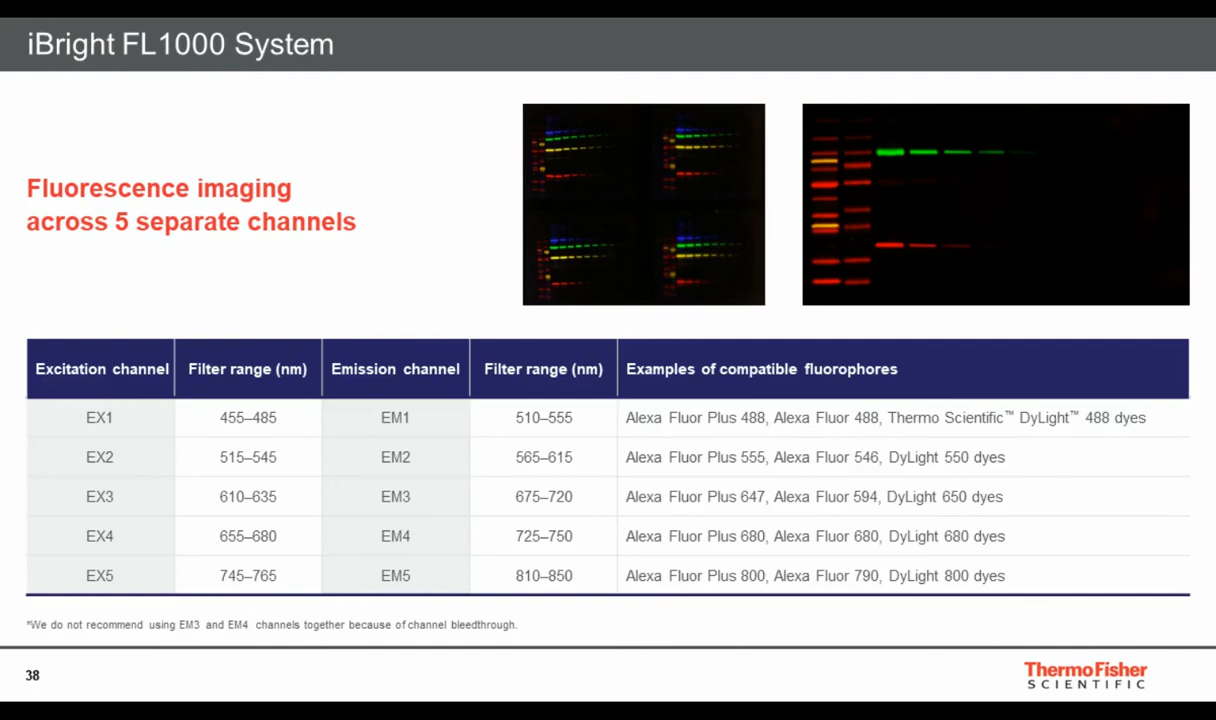 iBright FL1000 System
Fluorescence imaging
across 5 separate channels
Excitation channel Filter range (nm) Emission channel Filter range (nm) Examples of compatible fluorophores
EX1 455–485 EM1 510–555 Alexa Fluor Plus 488, Alexa Fluor 488, Thermo Scientific™ DyLight™ 488 dyes
EX2 515–545 EM2 565–615 Alexa Fluor Plus 555, Alexa Fluor 546, DyLight 550 dyes
EX3 610–635 EM3 675–720 Alexa Fluor Plus 647, Alexa Fluor 594, DyLight 650 dyes
EX4 655–680 EM4 725–750 Alexa Fluor Plus 680, Alexa Fluor 680, DyLight 680 dyes
EX5 745–765 EM5 810–850 Alexa Fluor Plus 800, Alexa Fluor 790, DyLight 800 dyes
*We do not recommend using EM3 and EM4 channels together because of channel bleedthrough.
38
ThermoFisher
SCIENTIFIC